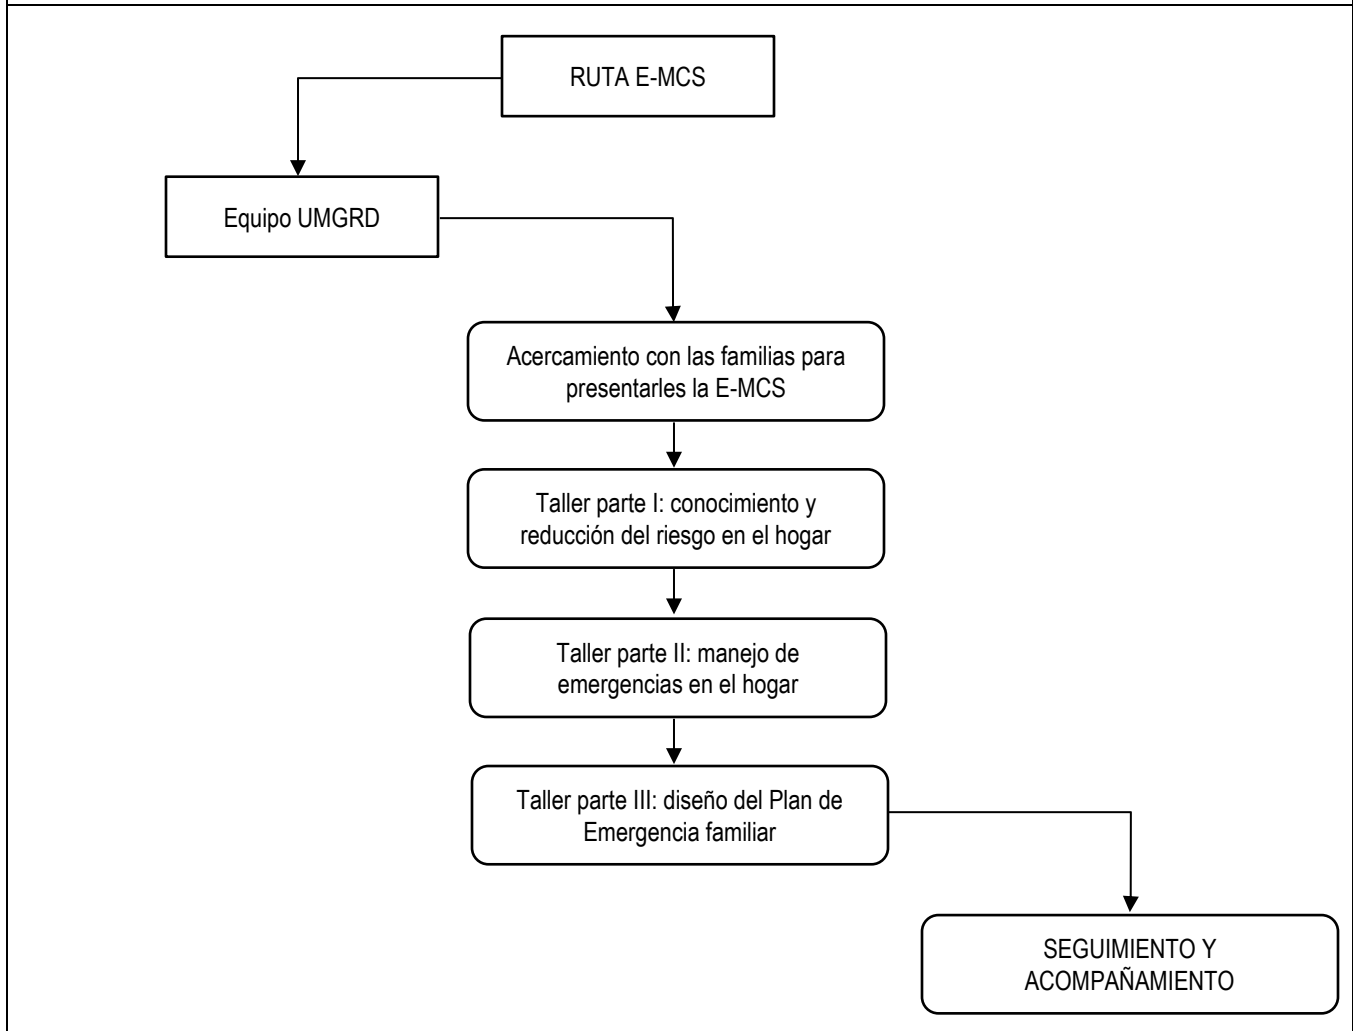 RUTA E-MCS
Equipo UMGRD
Acercamiento con las familias para
presentarles la E-MCS
Taller parte I: conocimiento y
reducción del riesgo en el hogar
Taller parte II: manejo de
emergencias en el hogar
Taller parte III: diseño del Plan de
Emergencia familiar
SEGUIMIENTO Y
ACOMPAÑAMIENTO